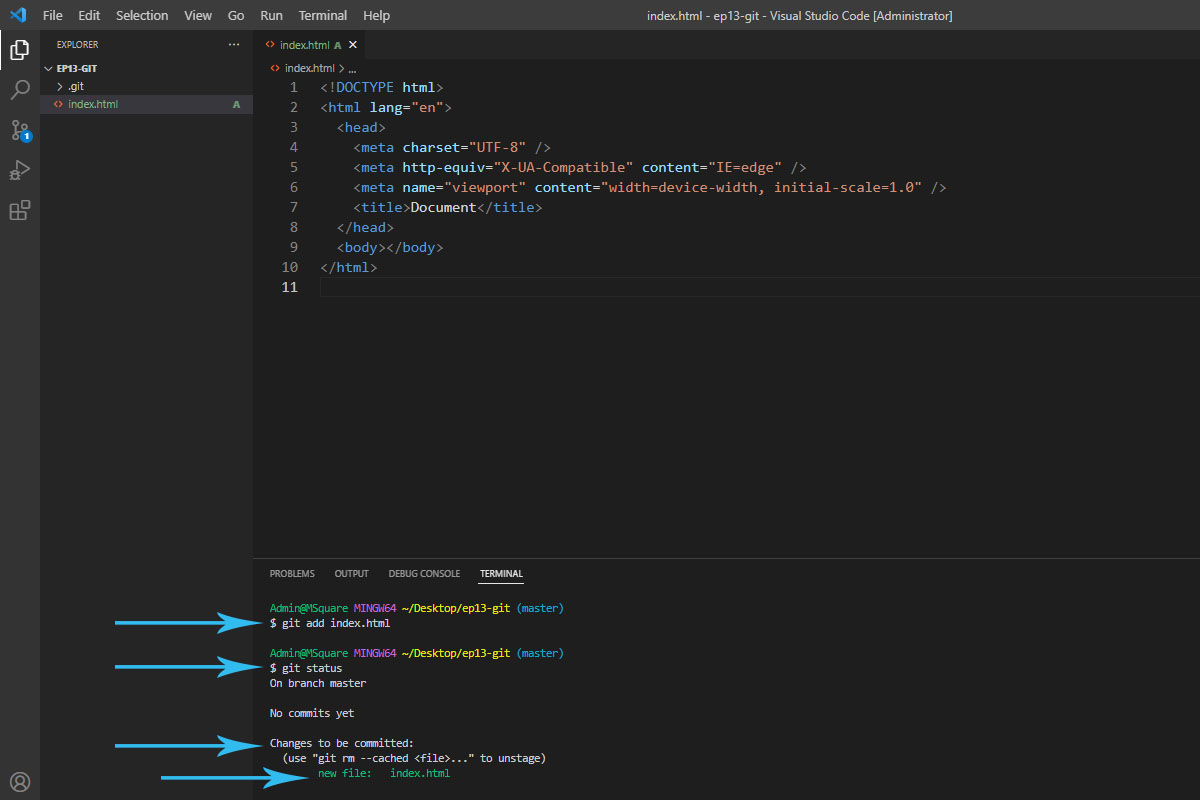 File Edit Selection View Go Run Terminal Help index.html - ep13-git - Visual Studio Code [Administrator]
EXPLORER ...
EP13-GIT
.git
index.html A
1
index.html A
index.html > ...
1 <!DOCTYPE html>
2 <html lang="en">
3 <head>
4 <meta charset="UTF-8" />
5 <meta http-equiv="X-UA-Compatible" content="IE=edge" />
6 <meta name="viewport" content="width=device-width, initial-scale=1.0" />
7 <title>Document</title>
8 </head>
9 <body></body>
10 </html>
11
PROBLEMS OUTPUT DEBUG CONSOLE TERMINAL
Admin@MSquare MINGW64 ~/Desktop/ep13-git (master)
$ git add index.html
Admin@MSquare MINGW64 ~/Desktop/ep13-git (master)
$ git status
On branch master
No commits yet
Changes to be committed:
(use "git rm --cached <file>..." to unstage)
new file: index.html